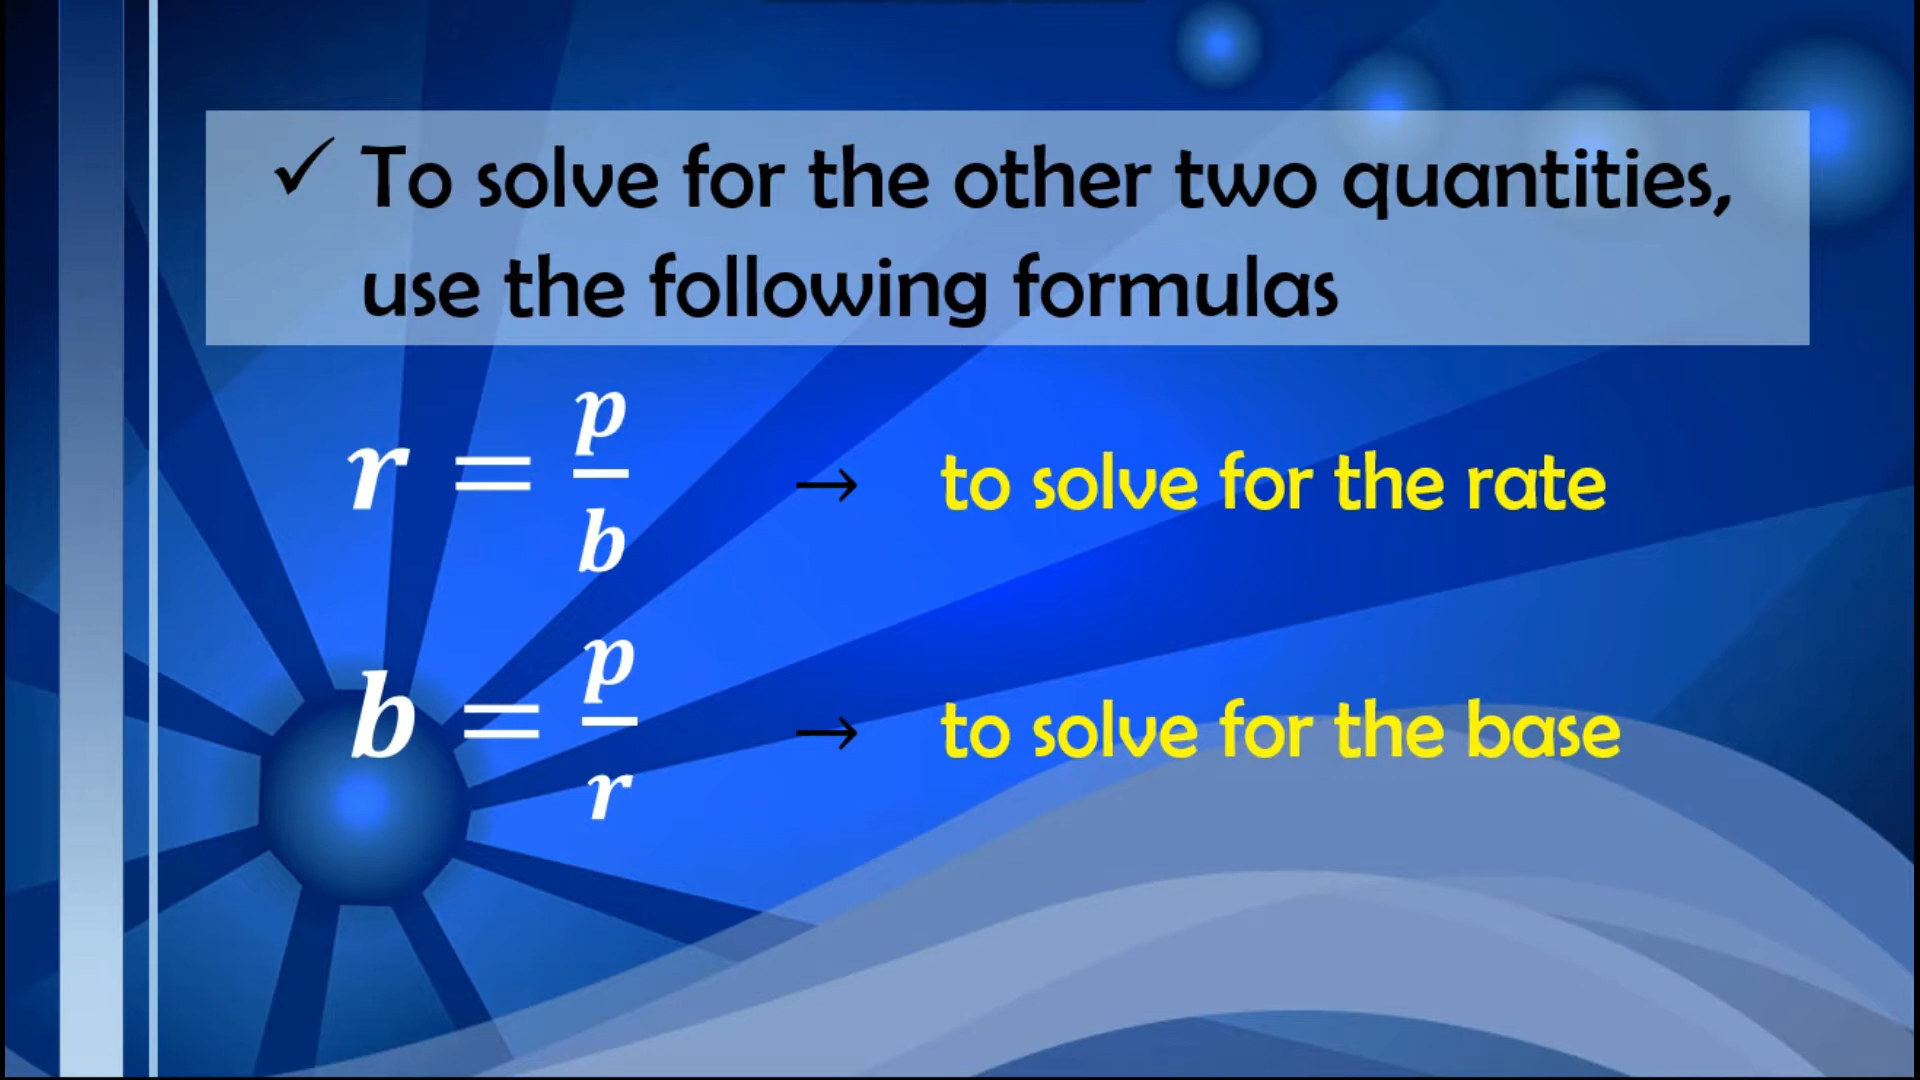 ✓ To solve for the other two quantities,
use the following formulas
r = p/b → to solve for the rate
b = p/r → to solve for the base